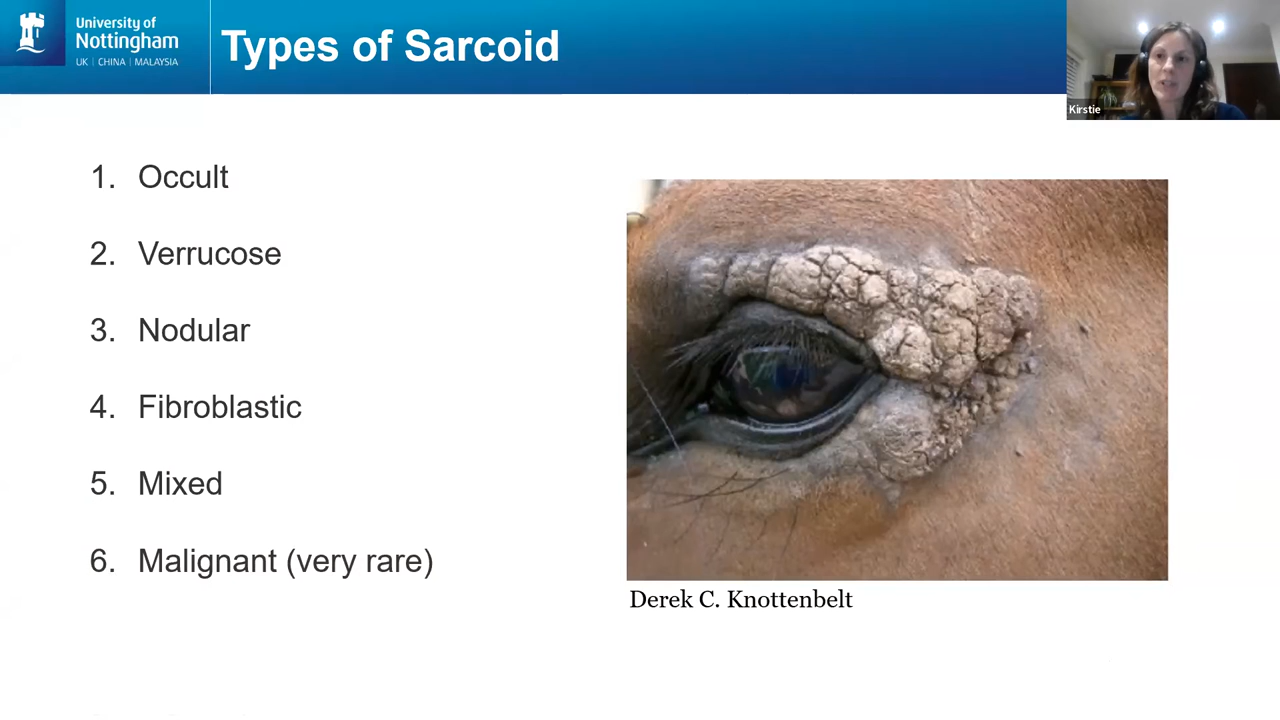 University of
Nottingham
UK | CHINA | MALAYSIA
Types of Sarcoid
Kirstie
1. Occult
2. Verrucose
3. Nodular
4. Fibroblastic
5. Mixed
6. Malignant (very rare)
Derek C. Knottenbelt